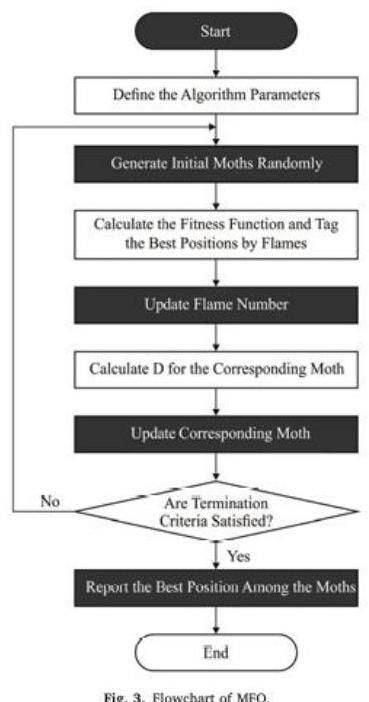 Start
Define the Algorithm Parameters
Generate Initial Moths Randomly
Calculate the Fitness Function and Tag
the Best Positions by Flames
Update Flame Number
Calculate D for the Corresponding Moth
Update Corresponding Moth
No
Are Termination
Criteria Satisfied?
Yes
Report the Best Position Among the Moths
End
Fig. 3. Flowchart of MFO.